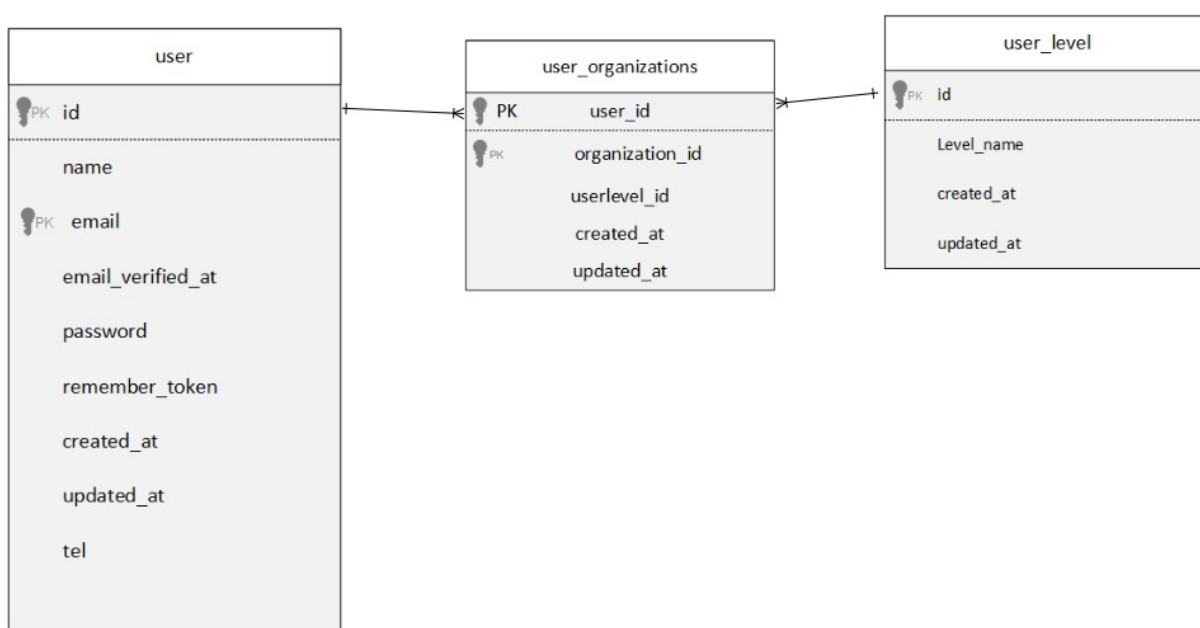 user
PK id
name
PK email
email_verified_at
password
remember_token
created_at
updated_at
tel
user_organizations
PK user_id
PK organization_id
userlevel_id
created_at
updated_at
user_level
PK id
Level_name
created_at
updated_at